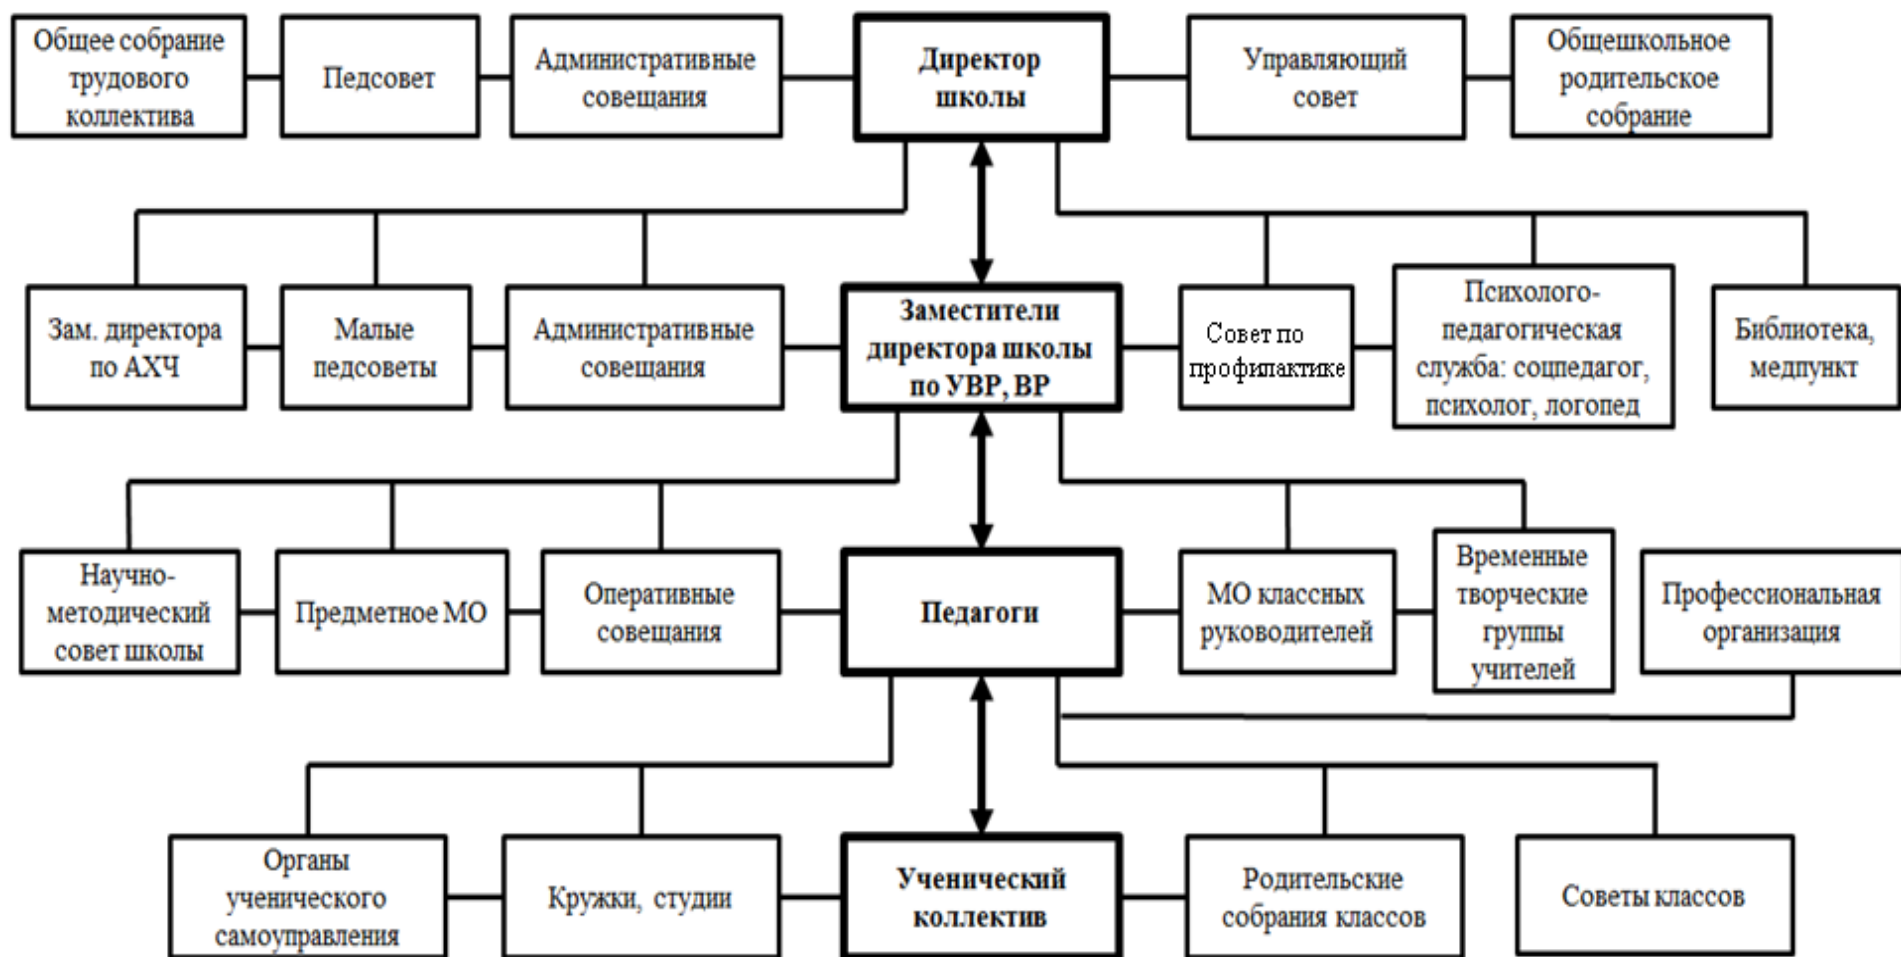 Общее собрание
трудового
коллектива
Педсовет
Административные
совещания
Директор
школы
Управляющий
совет
Общешкольное
родительское
собрание
Зам. директора
по АХЧ
Малые
педсоветы
Административные
совещания
Заместители
директора школы
по УВР, ВР
Совет по
профилактике
Психолого-
педагогическая
служба: соцпедагог,
психолог, логопед
Библиотека,
медпункт
Научно-
методический
совет школы
Предметное МО
Оперативные
совещания
Педагоги
МО классных
руководителей
Временные
творческие
группы
учителей
Профессиональная
организация
Органы
ученического
самоуправления
Кружки, студии
Ученический
коллектив
Родительские
собрания классов
Советы классов